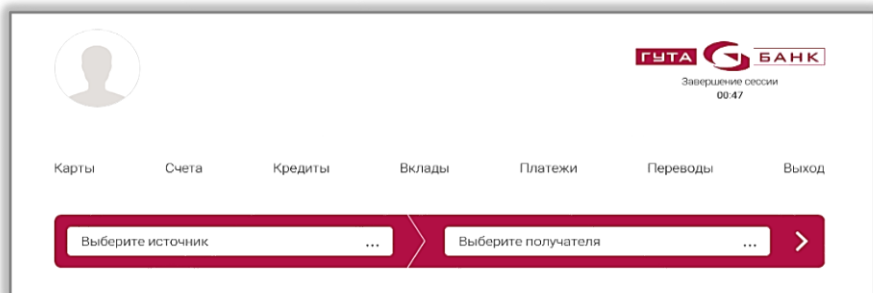 ГУТА БАНК
Завершение сессии
00:47
Карты Счета Кредиты Вклады Платежи Переводы Выход
Выберите источник ... Выберите получателя ...